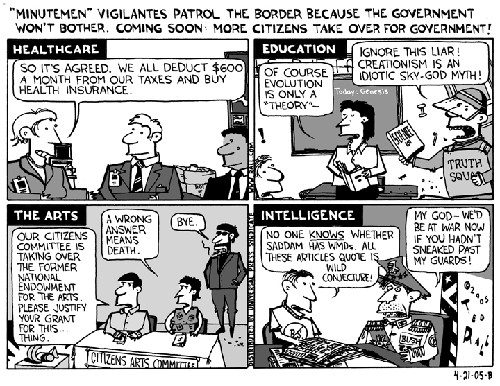 "MINUTEMEN" VIGILANTES PATROL THE BORDER BECAUSE THE GOVERNMENT
WON'T BOTHER. COMING SOON: MORE CITIZENS TAKE OVER FOR GOVERNMENT!
HEALTHCARE
SO IT'S AGREED. WE ALL DEDUCT $600
A MONTH FROM OUR TAXES AND BUY
HEALTH INSURANCE.
EDUCATION
OF COURSE
EVOLUTION
IS ONLY A
"THEORY"—
Today: Genesis
IGNORE THIS LIAR!
CREATIONISM IS AN
IDIOTIC SKY-GOD MYTH!
TRUTH
SQUAD
THE ARTS
OUR CITIZENS
COMMITTEE IS
TAKING OVER
THE FORMER
NATIONAL
ENDOWMENT
FOR THE ARTS.
PLEASE JUSTIFY
YOUR GRANT
FOR THIS...
THING.
A WRONG
ANSWER
MEANS
DEATH.
BYE.
CITIZENS ARTS COMMITTEE
INTELLIGENCE
NO ONE KNOWS WHETHER
SADDAM HAS WMDs. ALL
THESE ARTICLES QUOTE IS
WILD
CONJECTURE!
MY GOD—WE'D
BE AT WAR NOW
IF YOU HADN'T
SNEAKED PAST
MY GUARDS!
BUSH
©2005
TED
RALL
4-21-05-B